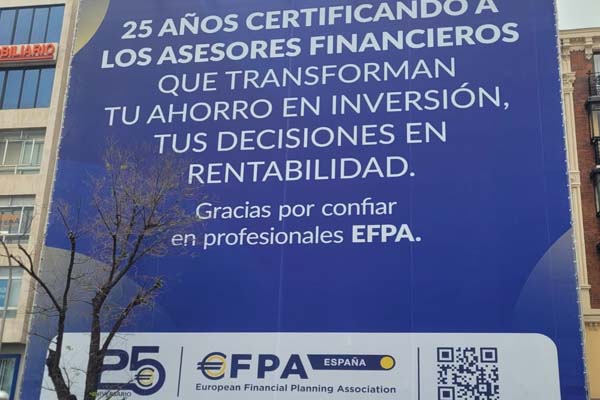 25 AÑOS CERTIFICANDO A
LOS ASESORES FINANCIEROS
QUE TRANSFORMAN
TU AHORRO EN INVERSIÓN,
TUS DECISIONES EN
RENTABILIDAD.
Gracias por confiar
en profesionales EFPA.
25
ANIVERSARIO
EFPA ESPAÑA
European Financial Planning Association